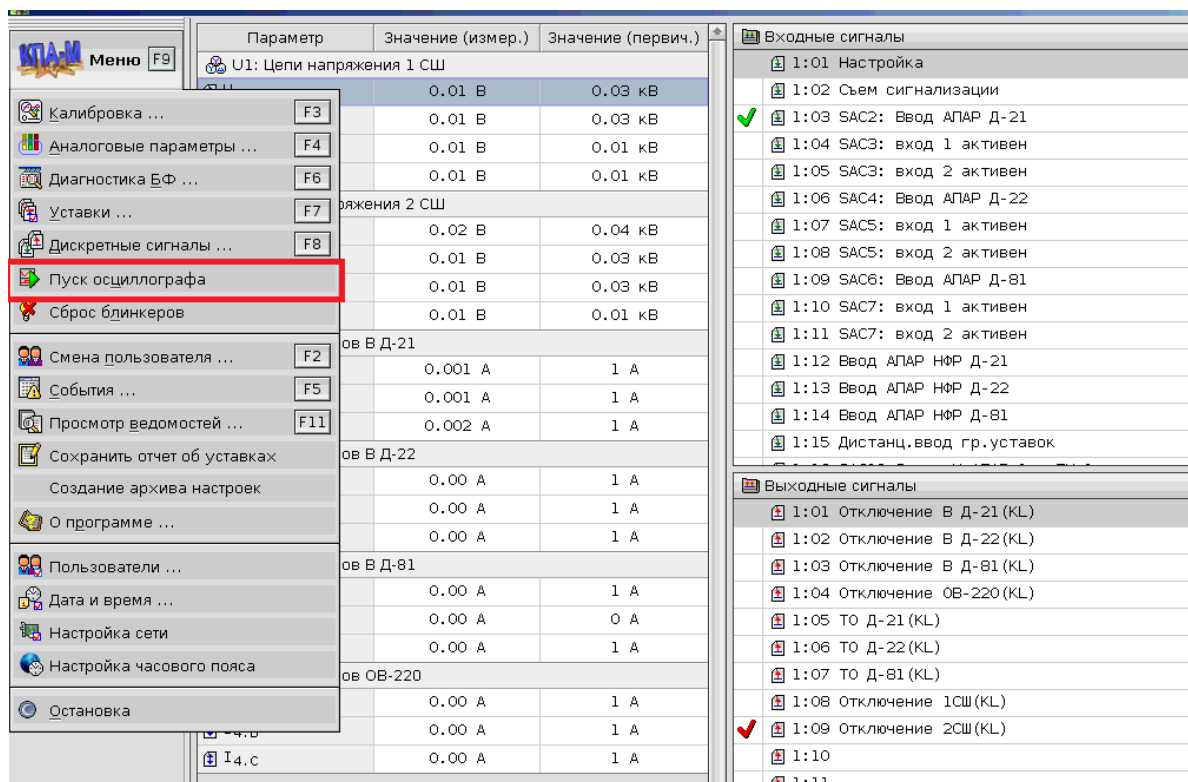 КПА-М Меню F9
Калибровка ... F3
Аналоговые параметры ... F4
Диагностика БФ ... F6
Уставки ... F7
Дискретные сигналы ... F8
Пуск осциллографа
Сброс блинкеров
Смена пользователя ... F2
События ... F5
Просмотр ведомостей ... F11
Сохранить отчет об уставках
Создание архива настроек
О программе ...
Пользователи ...
Дата и время ...
Настройка сети
Настройка часового пояса
Остановка
Параметр Значение (измер.) Значение (первич.)
U1: Цепи напряжения 1 СШ
0.01 В 0.03 кВ
0.01 В 0.03 кВ
0.01 В 0.01 кВ
0.01 В 0.01 кВ
2 СШ
0.02 В 0.04 кВ
0.01 В 0.03 кВ
0.01 В 0.03 кВ
0.01 В 0.01 кВ
ов В Д-21
0.001 А 1 А
0.001 А 1 А
0.002 А 1 А
ов В Д-22
0.00 А 1 А
0.00 А 1 А
0.00 А 1 А
ов В Д-81
0.00 А 1 А
0.00 А 0 А
0.00 А 1 А
ов ОВ-220
0.00 А 1 А
0.00 А 1 А
I4.C 0.00 А 1 А
Входные сигналы
1:01 Настройка
1:02 Съем сигнализации
1:03 SAC2: Ввод АПАР Д-21
1:04 SAC3: вход 1 активен
1:05 SAC3: вход 2 активен
1:06 SAC4: Ввод АПАР Д-22
1:07 SAC5: вход 1 активен
1:08 SAC5: вход 2 активен
1:09 SAC6: Ввод АПАР Д-81
1:10 SAC7: вход 1 активен
1:11 SAC7: вход 2 активен
1:12 Ввод АПАР НФР Д-21
1:13 Ввод АПАР НФР Д-22
1:14 Ввод АПАР НФР Д-81
1:15 Дистанц.ввод гр.уставок
Выходные сигналы
1:01 Отключение В Д-21(KL)
1:02 Отключение В Д-22(KL)
1:03 Отключение В Д-81(KL)
1:04 Отключение ОВ-220(KL)
1:05 ТО Д-21(KL)
1:06 ТО Д-22(KL)
1:07 ТО Д-81(KL)
1:08 Отключение 1СШ(KL)
1:09 Отключение 2СШ(KL)
1:10
1:11